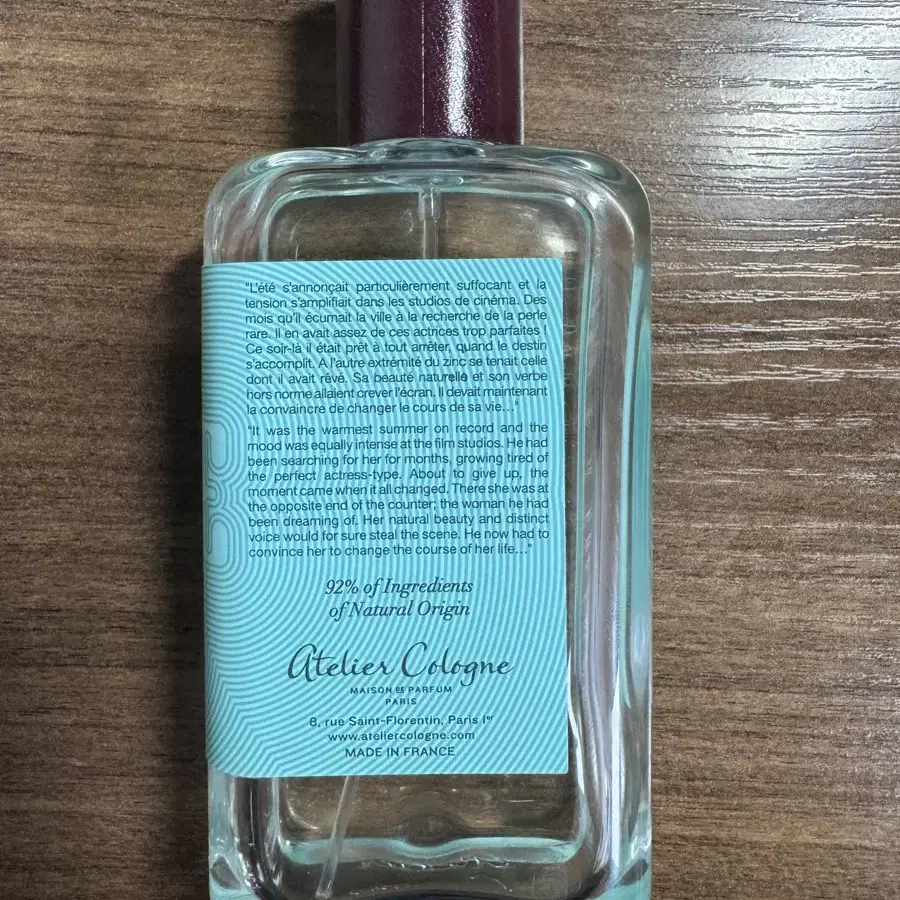 "L'été s'annonçait particulièrement suffocant et la
tension s'amplifiait dans les studios de cinéma. Des
mois qu'il écumait la ville à la recherche de la perle
rare. Il en avait assez de ces actrices trop parfaites !
Ce soir-là il était prêt à tout arrêter, quand le destin
s'accomplit. A l'autre extrémité du zinc se tenait celle
dont il avait rêvé. Sa beauté naturelle et son verbe
hors norme allaient crever l'écran. Il devait maintenant
la convaincre de changer le cours de sa vie..."
"It was the warmest summer on record and the
mood was equally intense at the film studios. He had
been searching for her for months, growing tired of
the perfect actress-type. About to give up, the
moment came when it all changed. There she was at
the opposite end of the counter; the woman he had
been dreaming of. Her natural beauty and distinct
voice would for sure steal the scene. He now had to
convince her to change the course of her life..."
92% of Ingredients
of Natural Origin
Atelier Cologne
MAISON DE PARFUM
PARIS
8, rue Saint-Florentin, Paris Ier
www.ateliercologne.com
MADE IN FRANCE